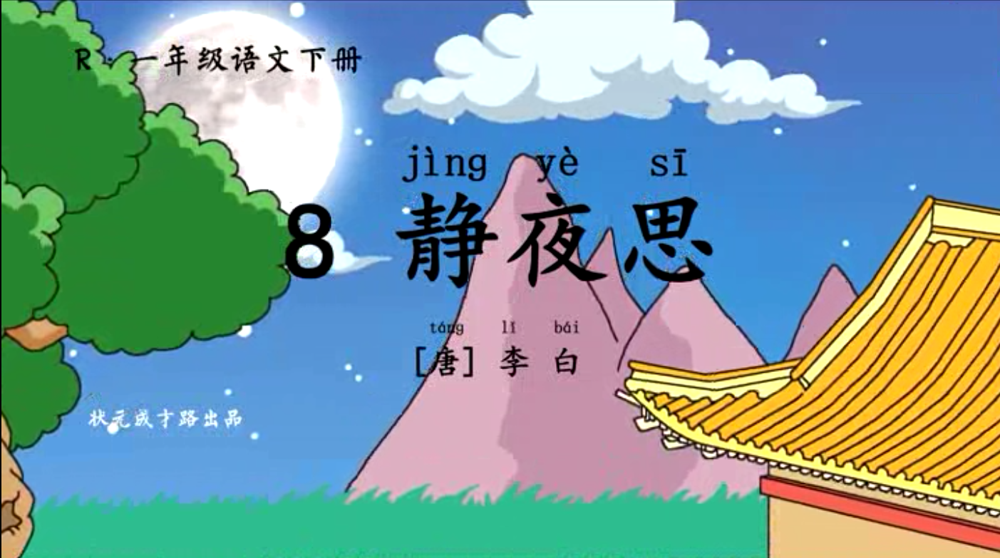 R·一年级语文下册
jìng yè sī
8 静夜思
táng lǐ bái
[唐] 李 白
状元成才路出品